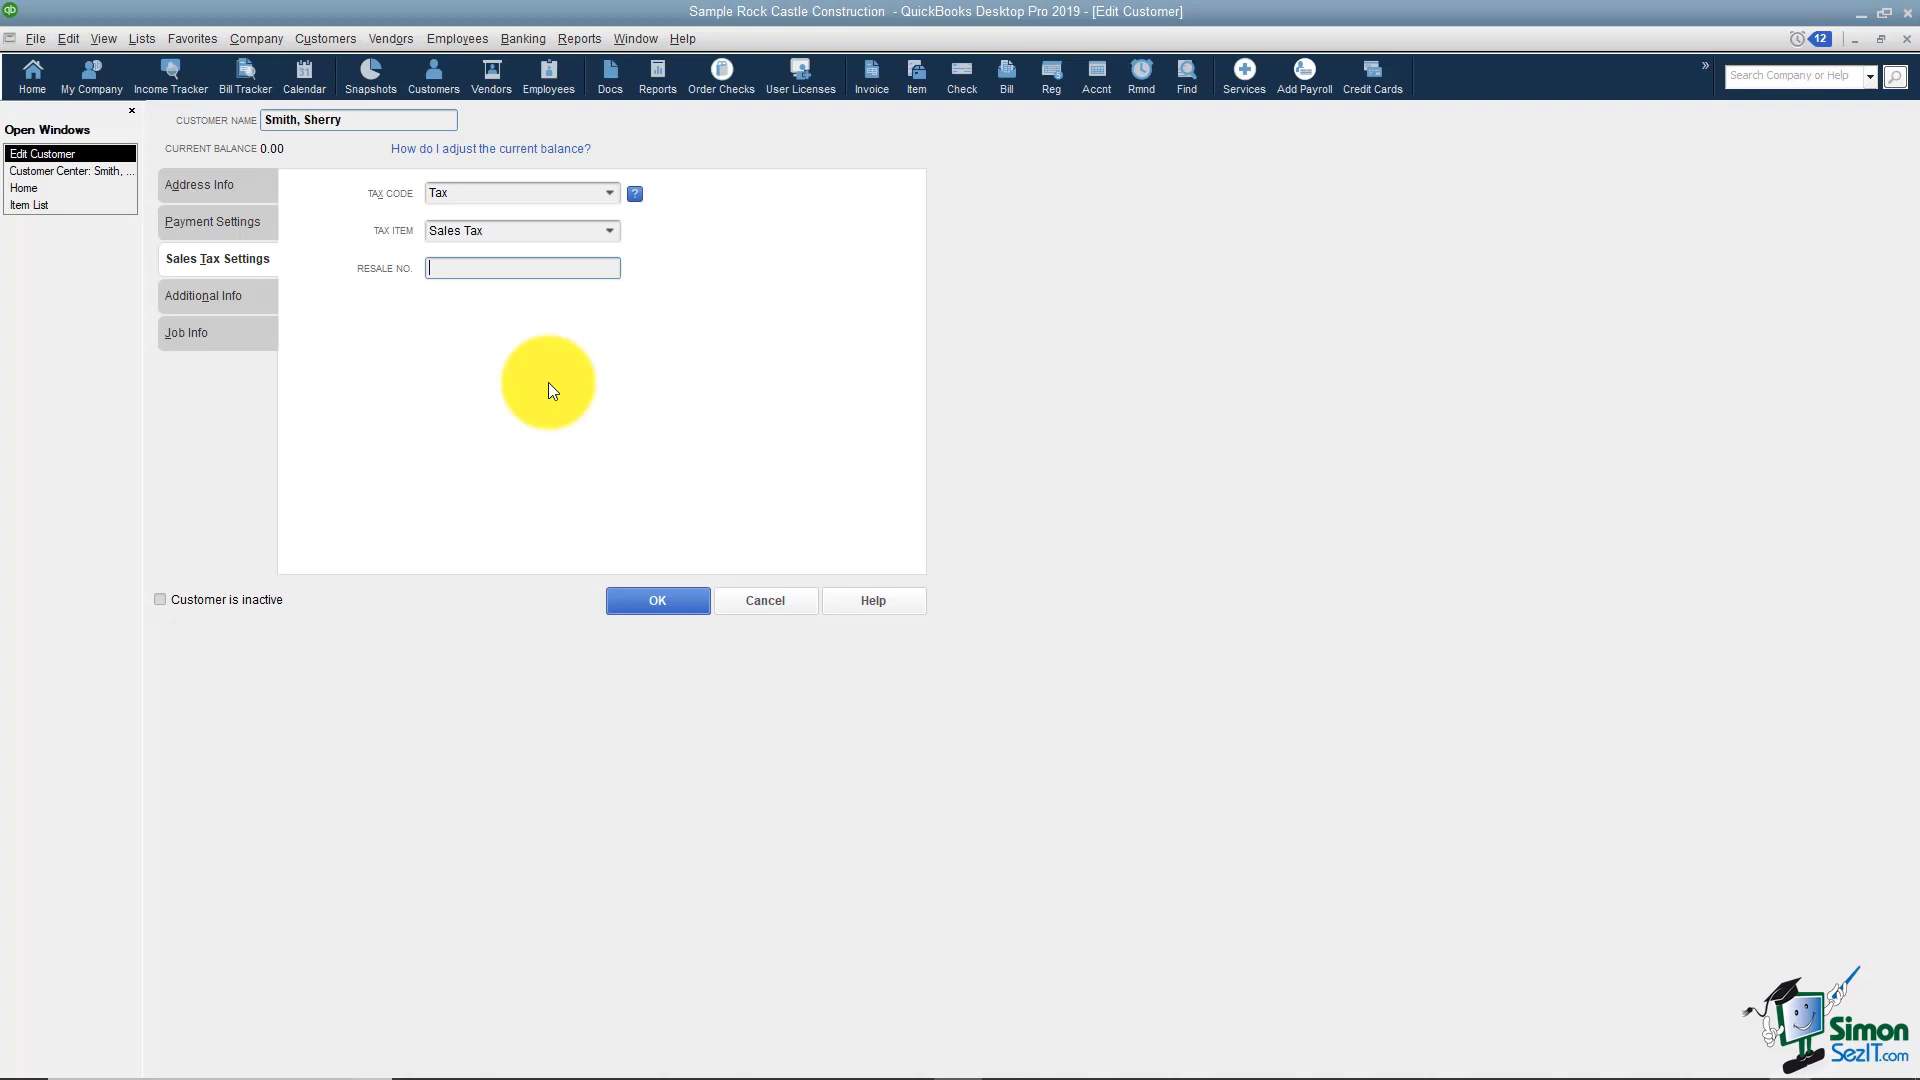 qb
Sample Rock Castle Construction - QuickBooks Desktop Pro 2019 - [Edit Customer]
File Edit View Lists Favorites Company Customers Vendors Employees Banking Reports Window Help
12
Home My Company Income Tracker Bill Tracker Calendar Snapshots Customers Vendors Employees Docs Reports Order Checks User Licenses Invoice Item Check Bill Reg Accnt Rmnd Find Services Add Payroll Credit Cards
» Search Company or Help
Open Windows
Edit Customer
Customer Center: Smith, ...
Home
Item List
CUSTOMER NAME Smith, Sherry
CURRENT BALANCE 0.00 How do I adjust the current balance?
Address Info
Payment Settings
Sales Tax Settings
Additional Info
Job Info
TAX CODE Tax ?
TAX ITEM Sales Tax
RESALE NO.
Customer is inactive
OK Cancel Help
Simon
SezIT.com